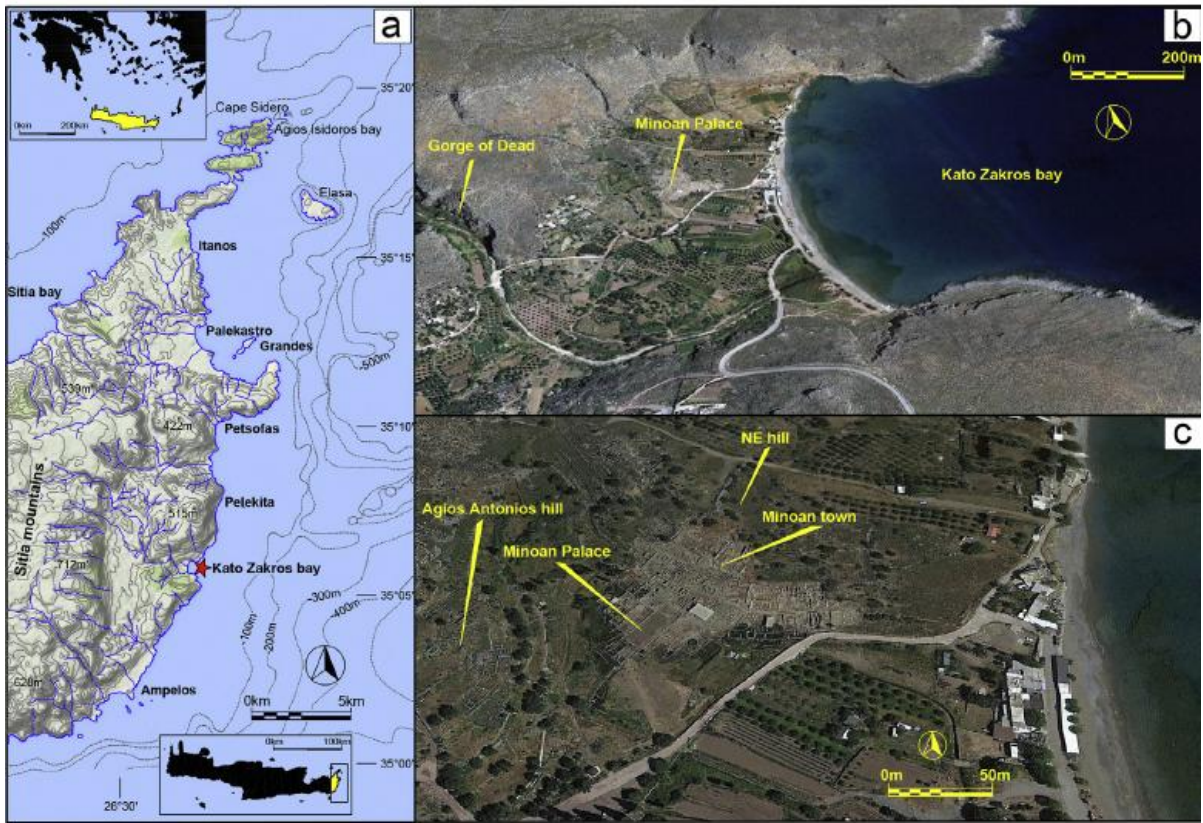 a
0km 200km
Cape Sidero
Agios Isidoros bay
35°20'
Elasa
-100m
Itanos
35°15'
Sitia bay
Palekastro
Grandes
-500m
539m
422m
35°10'
Petsofas
Sitia mountains
Pelekita
515m
712m
Kato Zakros bay
-300m
-400m
35°05'
-100m
-200m
628m
Ampelos
0km 5km
0km 100km
35°00'
26°30'
b
0m 200m
Minoan Palace
Gorge of Dead
Kato Zakros bay
c
NE hill
Agios Antonios hill
Minoan town
Minoan Palace
0m 50m